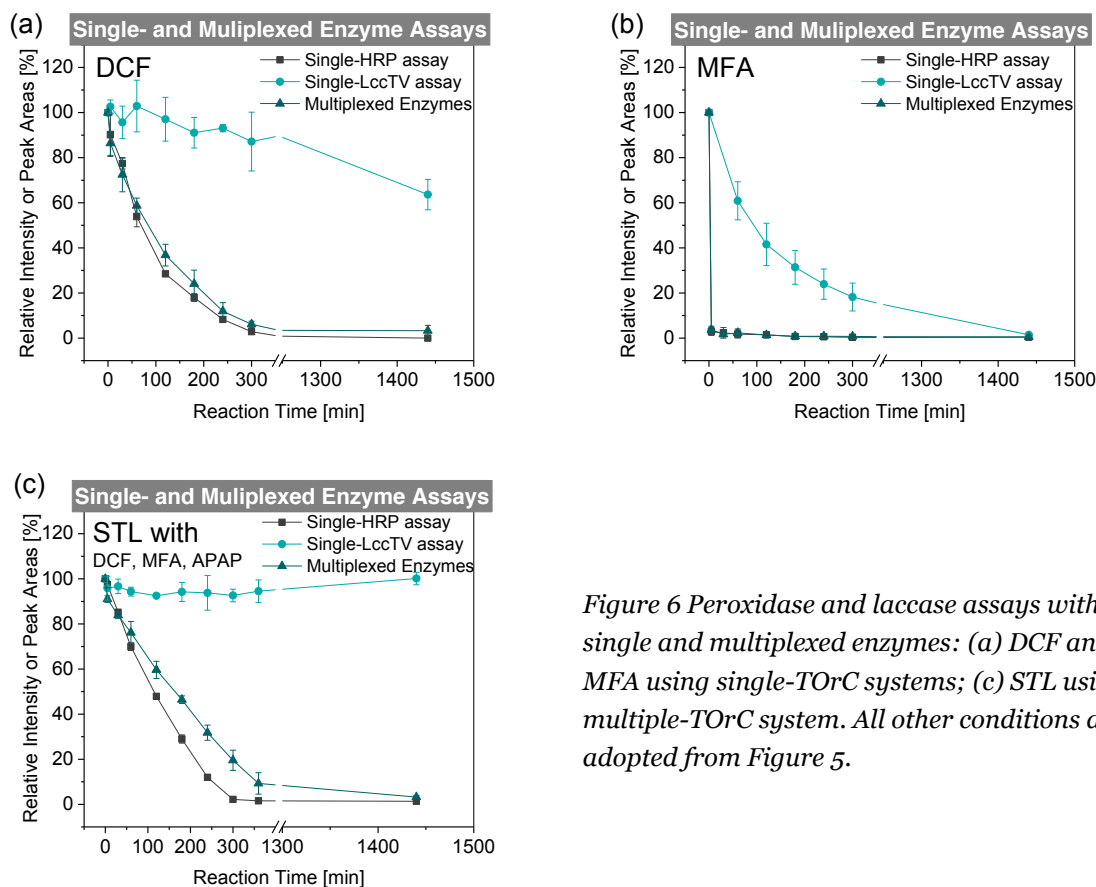 (a)
Single- and Muliplexed Enzyme Assays
DCF
Single-HRP assay
Single-LccTV assay
Multiplexed Enzymes
Relative Intensity or Peak Areas [%]
120
100
80
60
40
20
0
0 100 200 300 1300 1400 1500
Reaction Time [min]
(b)
Single- and Muliplexed Enzyme Assays
MFA
Single-HRP assay
Single-LccTV assay
Multiplexed Enzymes
Relative Intensity or Peak Areas [%]
120
100
80
60
40
20
0
0 100 200 300 1300 1400 1500
Reaction Time [min]
(c)
Single- and Muliplexed Enzyme Assays
STL with
DCF, MFA, APAP
Single-HRP assay
Single-LccTV assay
Multiplexed Enzymes
Relative Intensity or Peak Areas [%]
120
100
80
60
40
20
0
0 100 200 300 1300 1400 1500
Reaction Time [min]
Figure 6 Peroxidase and laccase assays with
single and multiplexed enzymes: (a) DCF an
MFA using single-TOrC systems; (c) STL usi
multiple-TOrC system. All other conditions a
adopted from Figure 5.